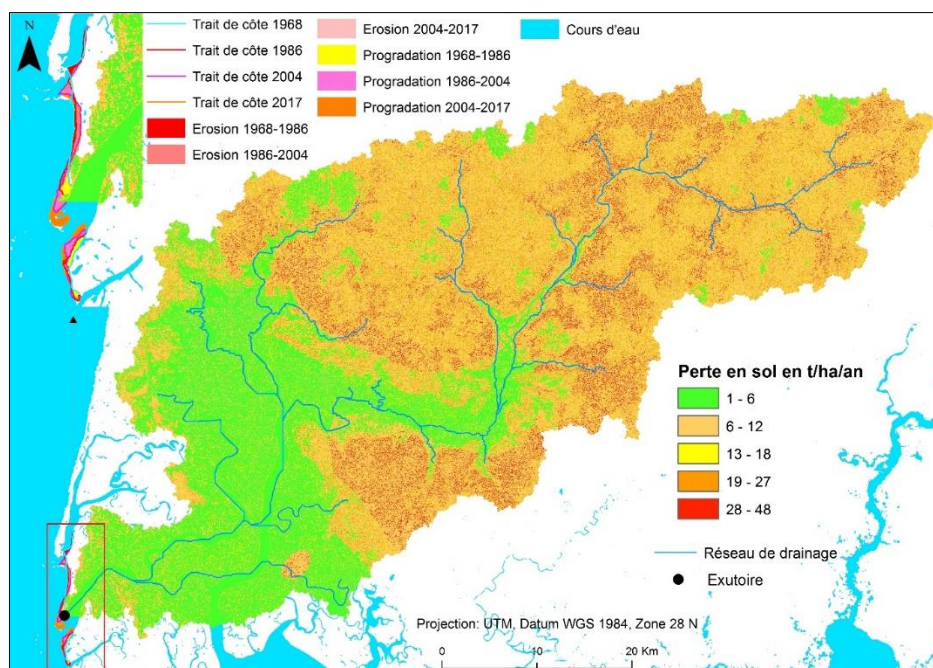 N
Trait de côte 1968
Trait de côte 1986
Trait de côte 2004
Trait de côte 2017
Erosion 1968-1986
Erosion 1986-2004
Erosion 2004-2017
Progradation 1968-1986
Progradation 1986-2004
Progradation 2004-2017
Cours d'eau
Perte en sol en t/ha/an
1 - 6
6 - 12
13 - 18
19 - 27
28 - 48
Réseau de drainage
Exutoire
Projection: UTM, Datum WGS 1984, Zone 28 N
0 10 Km 20 Km